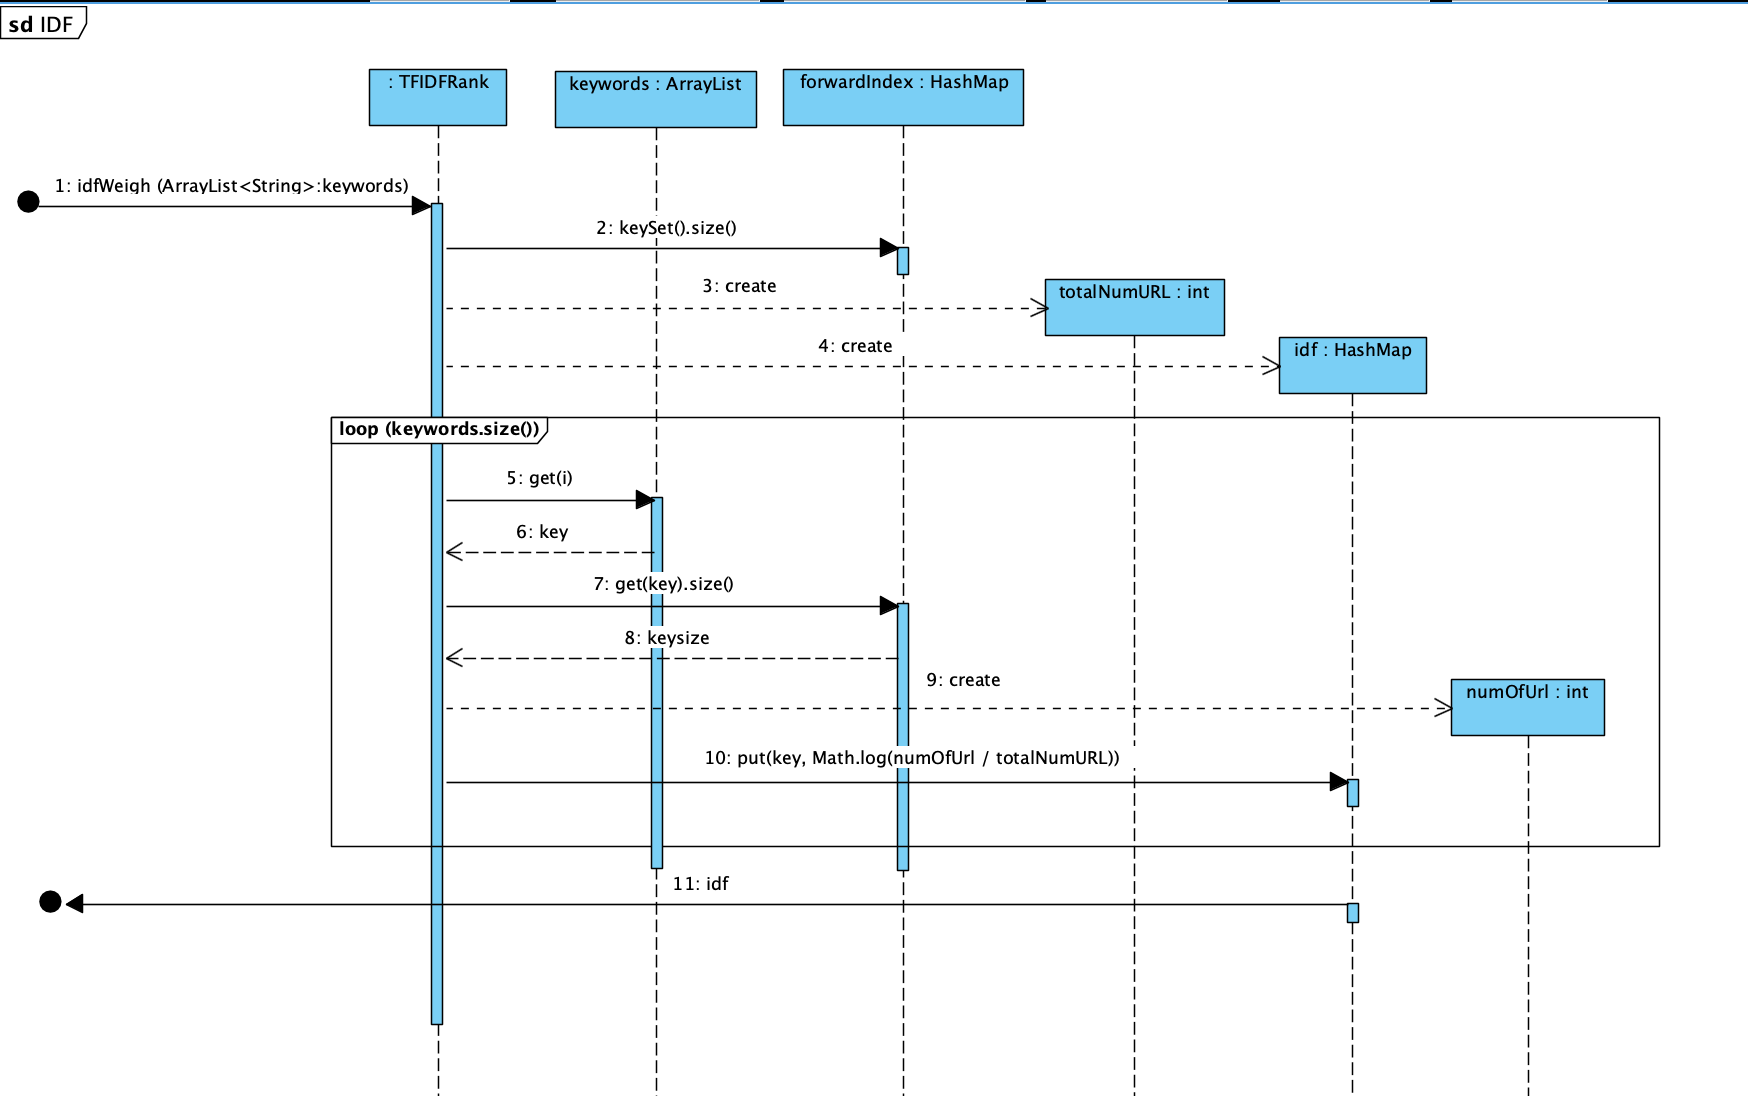 sd IDF
: TFIDFRank
keywords : ArrayList
forwardIndex : HashMap
1: idfWeigh (ArrayList<String>:keywords)
2: keySet().size()
3: create
totalNumURL : int
4: create
idf : HashMap
loop (keywords.size())
5: get(i)
6: key
7: get(key).size()
8: keysize
9: create
numOfUrl : int
10: put(key, Math.log(numOfUrl / totalNumURL))
11: idf